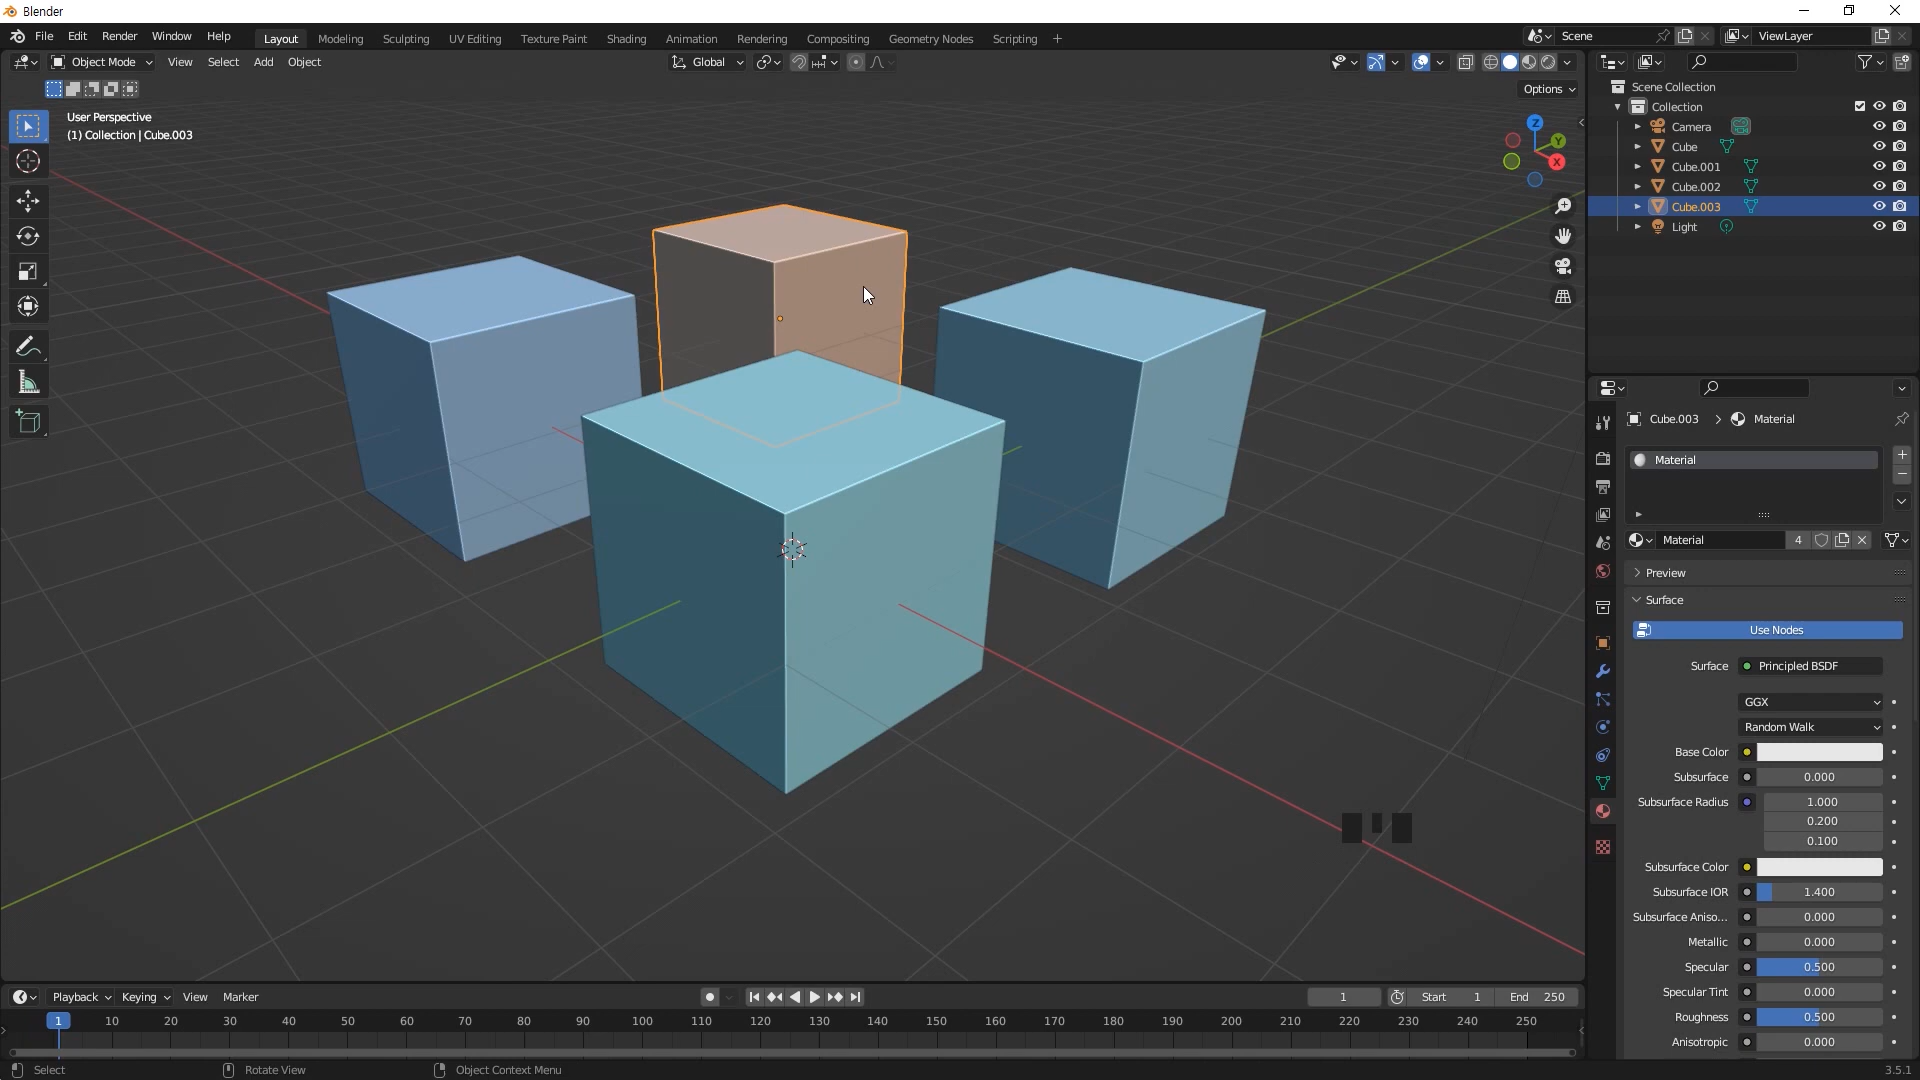 Blender
File Edit Render Window Help Layout Modeling Sculpting UV Editing Texture Paint Shading Animation Rendering Compositing Geometry Nodes Scripting + Scene ViewLayer
Object Mode View Select Add Object Global
Options
User Perspective
(1) Collection | Cube.003
Z
Y
X
Scene Collection
Collection
Camera
Cube
Cube.001
Cube.002
Cube.003
Light
Cube.003 > Material
Material
Material 4
Preview
Surface
Use Nodes
Surface Principled BSDF
GGX
Random Walk
Base Color
Subsurface 0.000
Subsurface Radius 1.000
0.200
0.100
Subsurface Color
Subsurface IOR 1.400
Subsurface Aniso... 0.000
Metallic 0.000
Specular 0.500
Specular Tint 0.000
Roughness 0.500
Anisotropic 0.000
Playback Keying View Marker 1 Start 1 End 250
1 10 20 30 40 50 60 70 80 90 100 110 120 130 140 150 160 170 180 190 200 210 220 230 240 250
Select Rotate View Object Context Menu 3.5.1